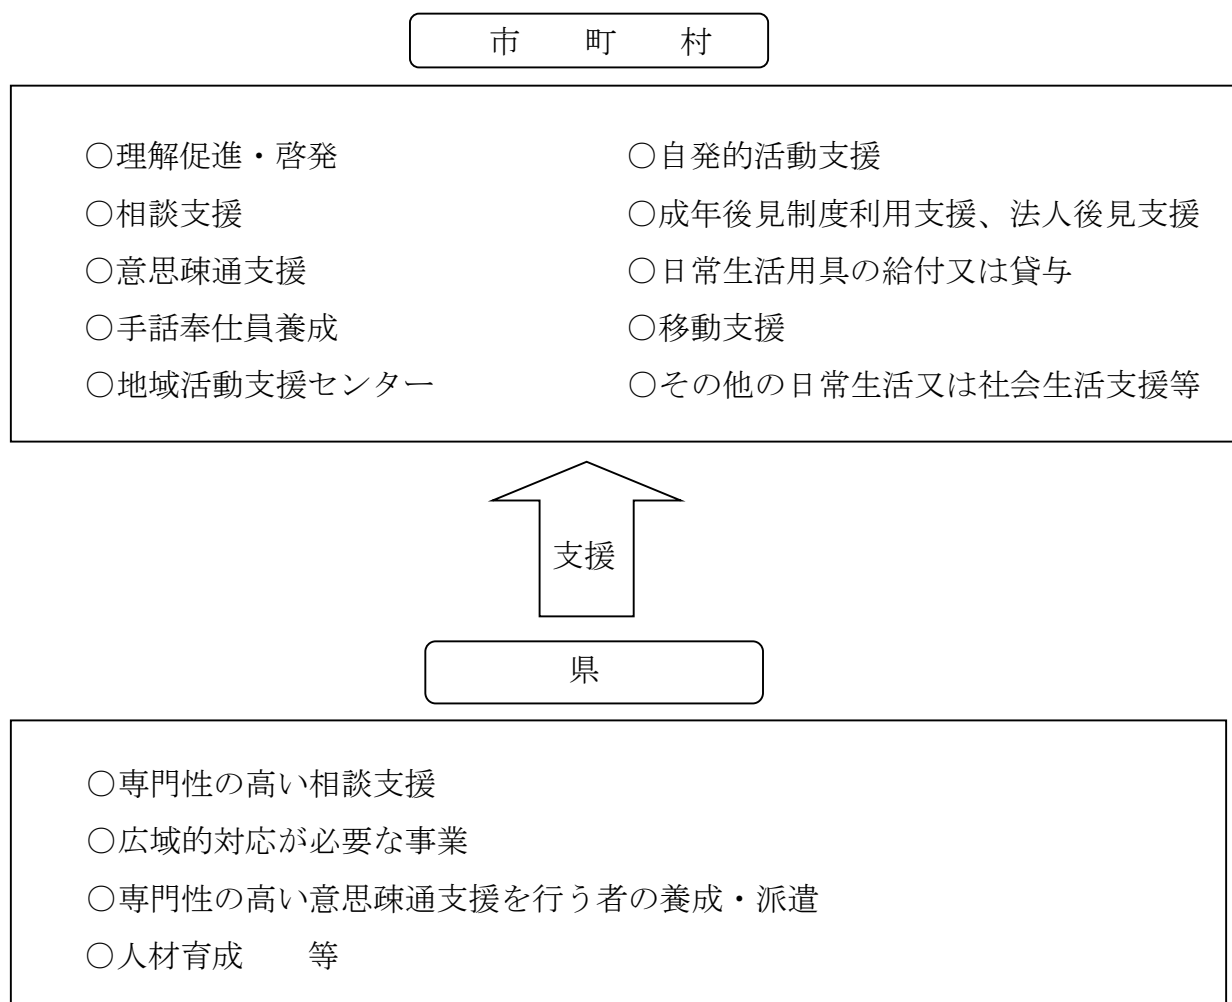 市　町　村
○理解促進・啓発
○相談支援
○意思疎通支援
○手話奉仕員養成
○地域活動支援センター
○自発的活動支援
○成年後見制度利用支援、法人後見支援
○日常生活用具の給付又は貸与
○移動支援
○その他の日常生活又は社会生活支援等
支援
県
○専門性の高い相談支援
○広域的対応が必要な事業
○専門性の高い意思疎通支援を行う者の養成・派遣
○人材育成　　等